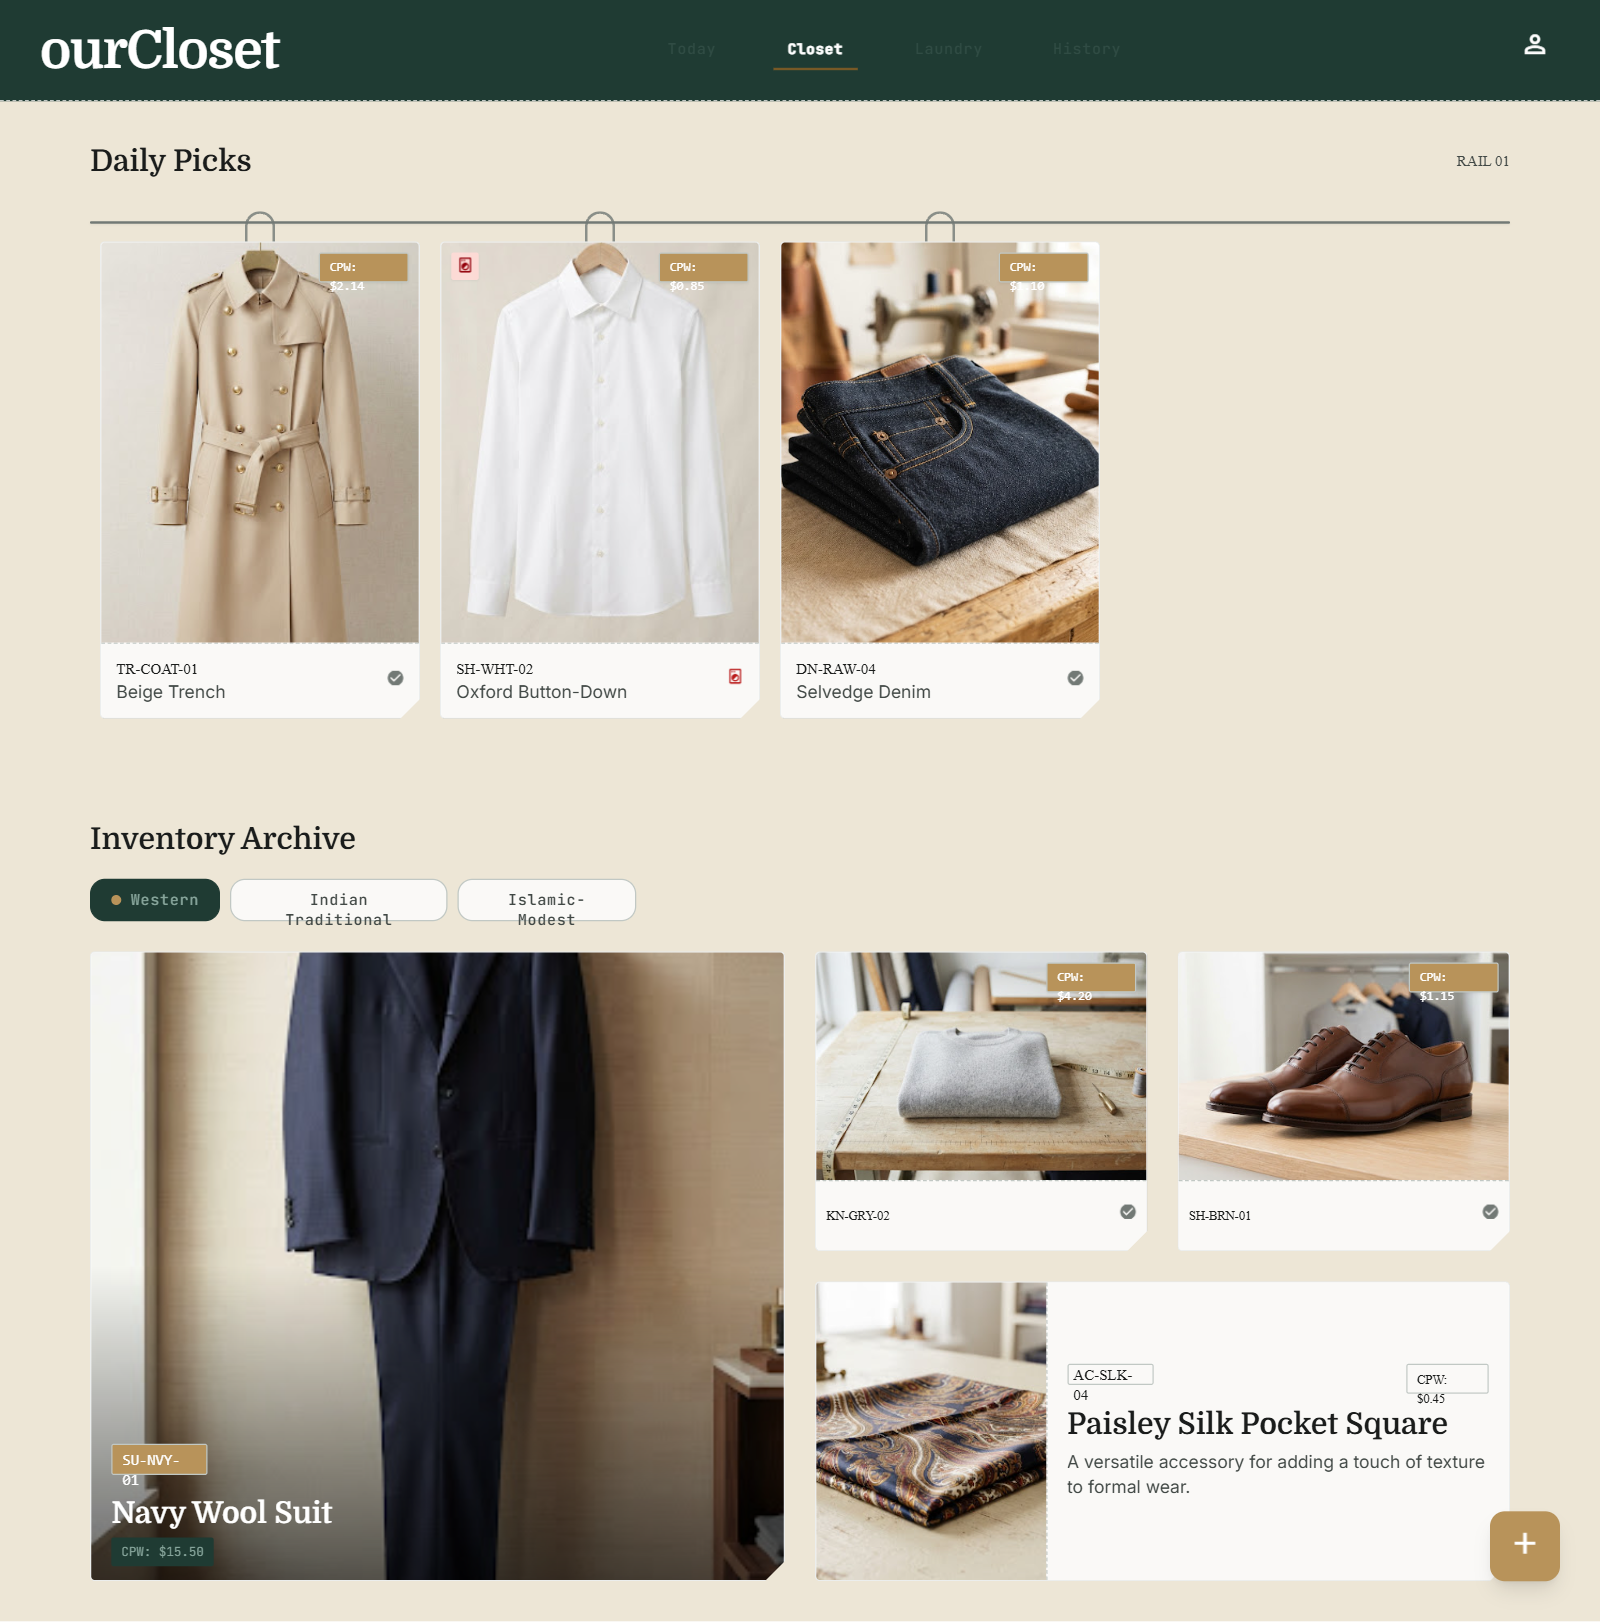 ourCloset
Today
Closet
Laundry
History
Daily Picks
RAIL 01
CPW:
$2.14
CPW:
$0.85
CPW:
$1.10
TR-COAT-01
Beige Trench
SH-WHT-02
Oxford Button-Down
DN-RAW-04
Selvedge Denim
Inventory Archive
Western
Indian
Traditional
Islamic-
Modest
CPW:
$4.20
CPW:
$1.15
KN-GRY-02
SH-BRN-01
SU-NVY-
01
Navy Wool Suit
CPW: $15.50
AC-SLK-
04
CPW:
$0.45
Paisley Silk Pocket Square
A versatile accessory for adding a touch of texture
to formal wear.